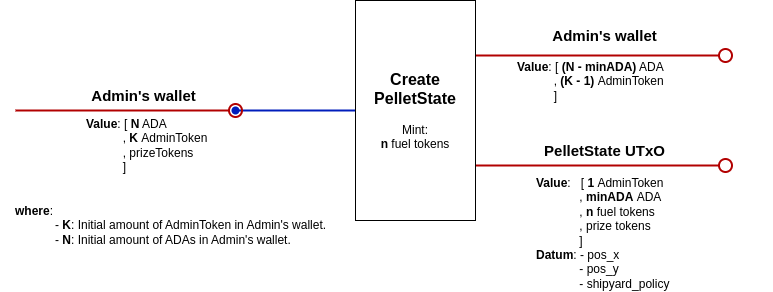 Admin's wallet
Value: [ N ADA
, K AdminToken
, prizeTokens
]
where:
- K: Initial amount of AdminToken in Admin's wallet.
- N: Initial amount of ADAs in Admin's wallet.
Create
PelletState
Mint:
n fuel tokens
Admin's wallet
Value: [ (N - minADA) ADA
, (K - 1) AdminToken
]
PelletState UTxO
Value: [ 1 AdminToken
, minADA ADA
, n fuel tokens
, prize tokens
]
Datum: - pos_x
- pos_y
- shipyard_policy